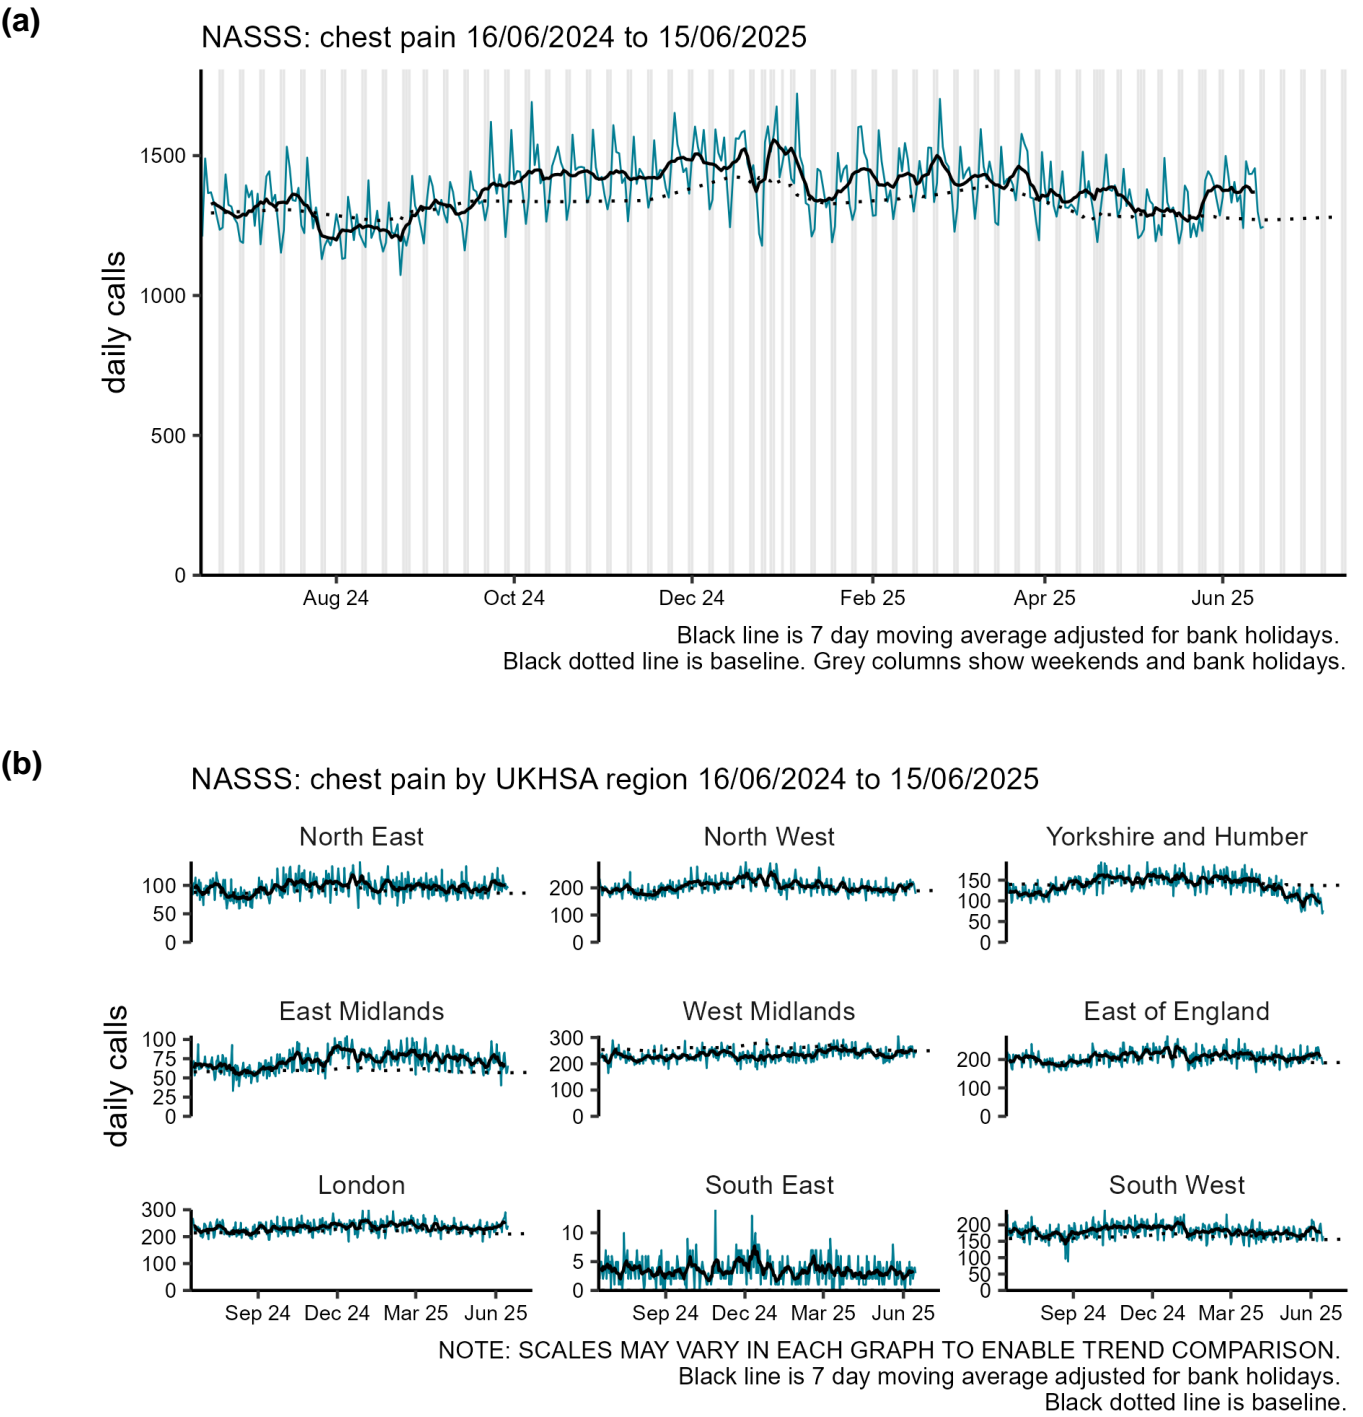 (a)
NASSS: chest pain 16/06/2024 to 15/06/2025
daily calls
1500
1000
500
0
Aug 24 Oct 24 Dec 24 Feb 25 Apr 25 Jun 25
Black line is 7 day moving average adjusted for bank holidays.
Black dotted line is baseline. Grey columns show weekends and bank holidays.
(b)
NASSS: chest pain by UKHSA region 16/06/2024 to 15/06/2025
daily calls
North East North West Yorkshire and Humber
100
50
0
200
100
0
150
100
50
0
East Midlands West Midlands East of England
100
75
50
25
0
300
200
100
0
200
100
0
London South East South West
300
200
100
0
10
5
0
200
150
100
50
0
Sep 24 Dec 24 Mar 25 Jun 25 Sep 24 Dec 24 Mar 25 Jun 25 Sep 24 Dec 24 Mar 25 Jun 25
NOTE: SCALES MAY VARY IN EACH GRAPH TO ENABLE TREND COMPARISON.
Black line is 7 day moving average adjusted for bank holidays.
Black dotted line is baseline.